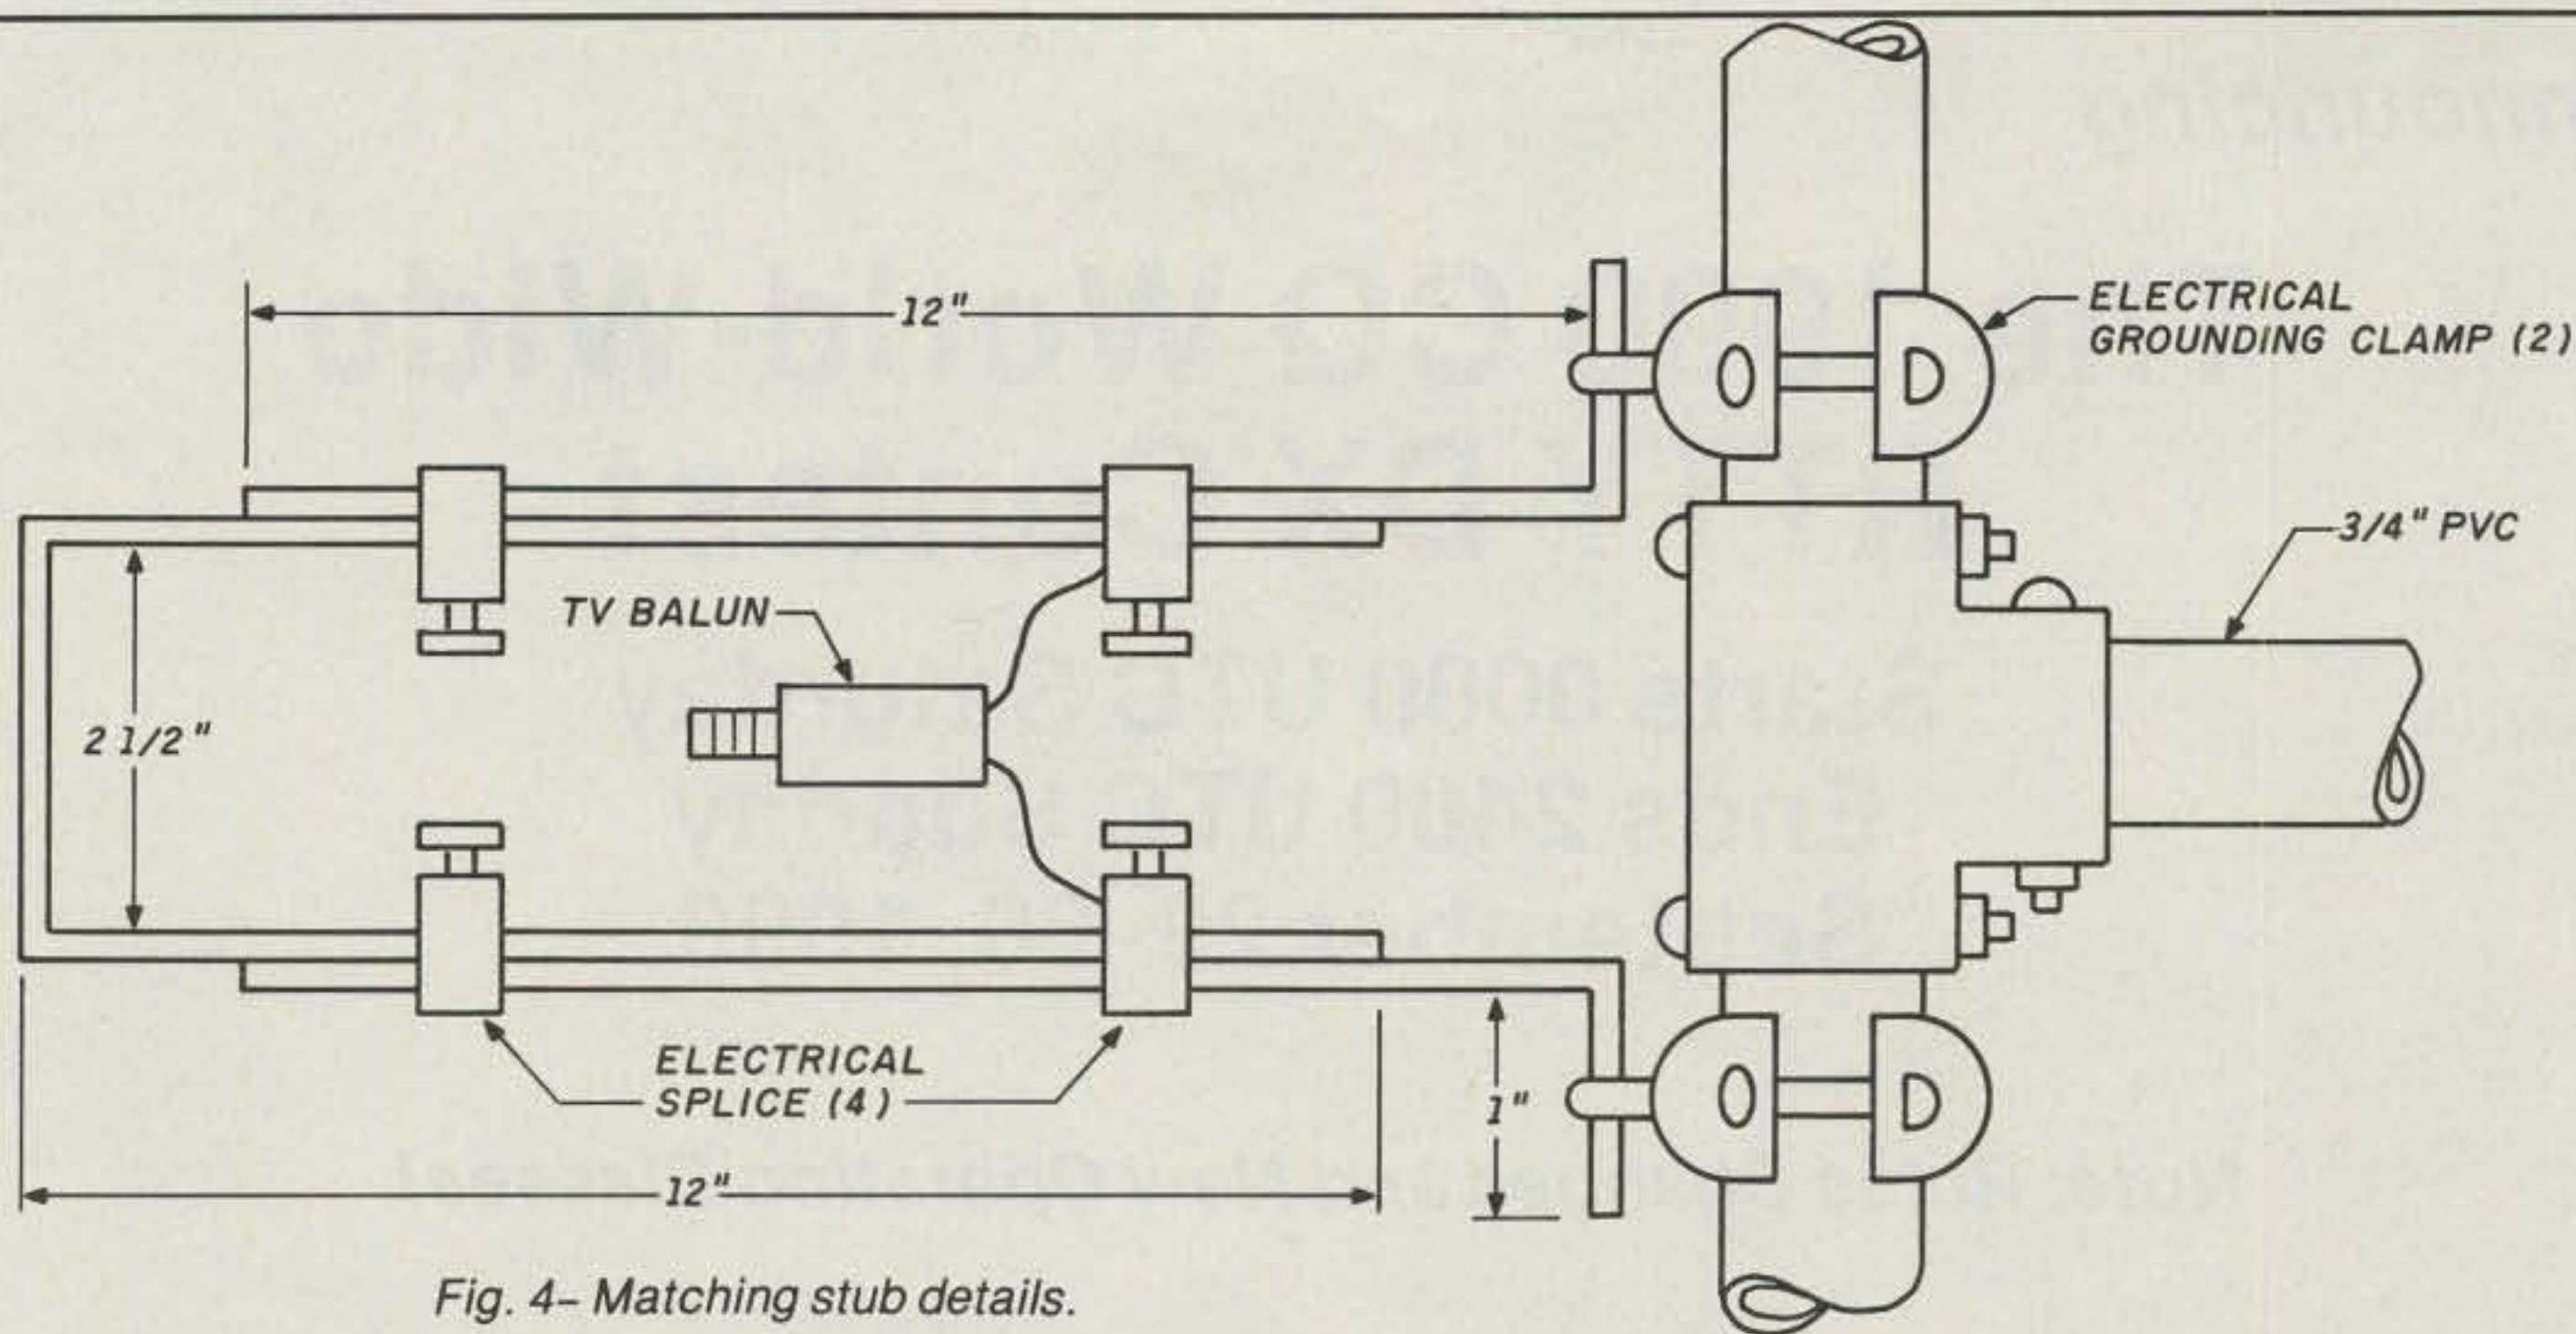 12"
ELECTRICAL
GROUNDING CLAMP (2)
3/4" PVC
TV BALUN
2 1/2"
ELECTRICAL
SPLICE (4)
1"
12"
Fig. 4– Matching stub details.